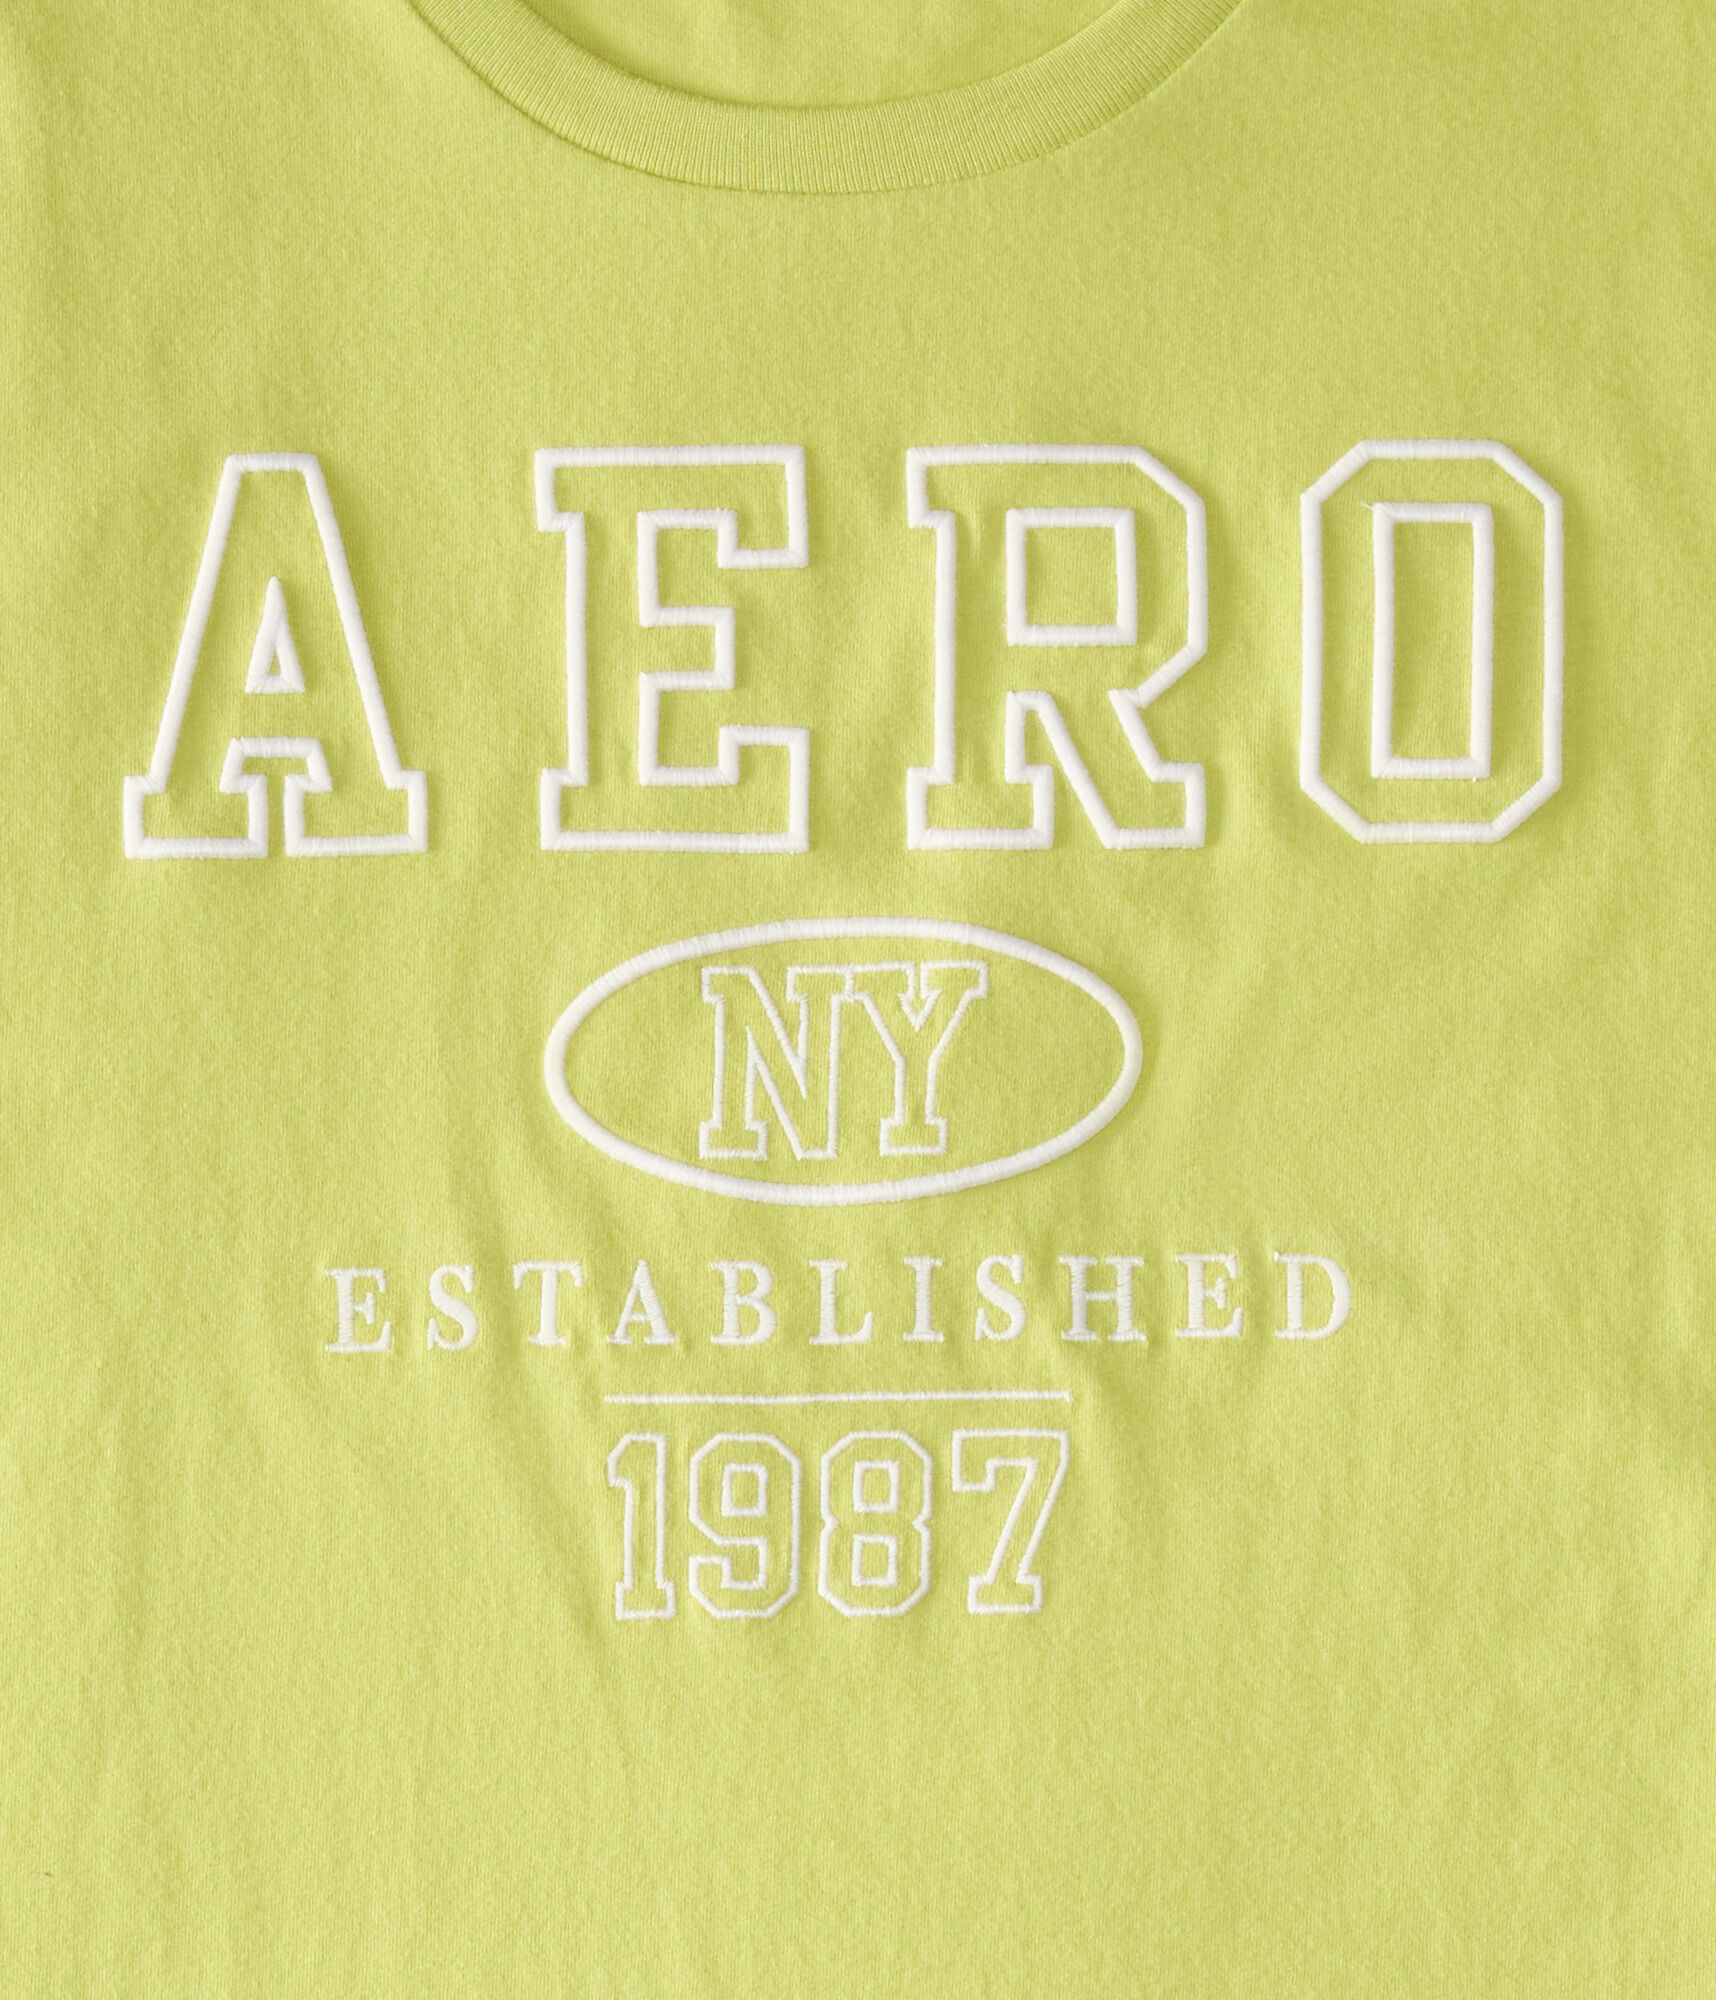 AERO
NY
ESTABLISHED
1987